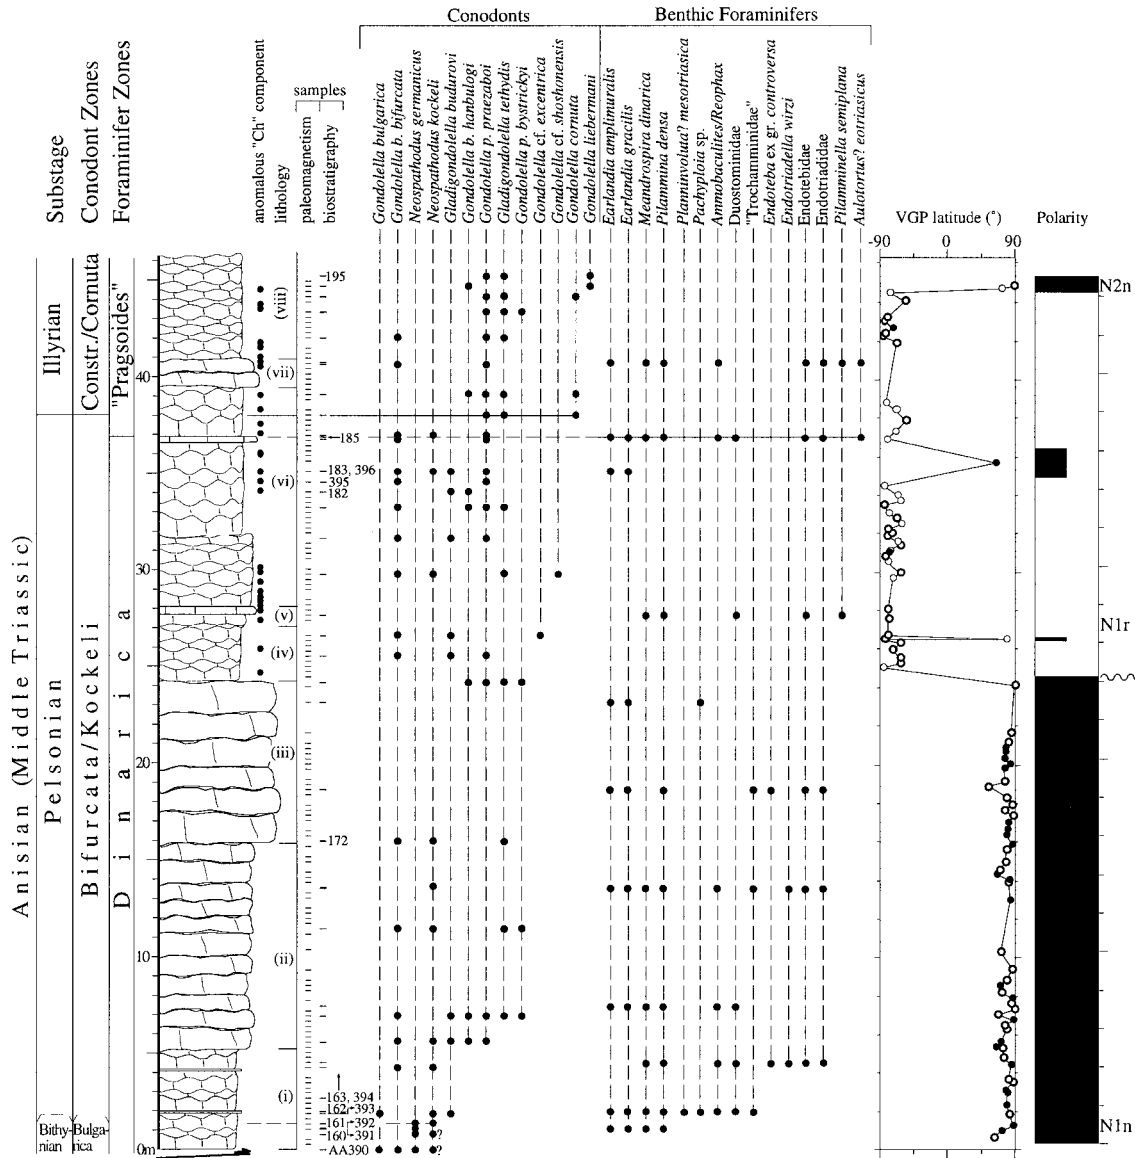 Conodonts
Benthic Foraminifers
Substage
Conodont Zones
Foraminifer Zones
anomalous "Ch" component
lithology
samples
paleomagnetism
biostratigraphy
Gondolella bulgarica
Gondolella b. bifurcata
Neospathodus germanicus
Neospathodus kockeli
Gladigondolella budurovi
Gondolella b. hanbulogi
Gondolella p. praezaboi
Gladigondolella tethydis
Gondolella p. bystrickyi
Gondolella cf. excentrica
Gondolella cf. shoshonensis
Gondolella cornuta
Gondolella liebermani
Earlandia amplimuralis
Earlandia gracilis
Meandrospira dinarica
Pilammina densa
Planinvoluta? mesotriasica
Pachyploia sp.
Ammobaculites/Reophax
Duostominidae
"Trochamminidae"
Endoteba ex gr. controversa
Endotriadella wirzi
Endotebidae
Endotriadidae
Pilamminella semiplana
Aulotortus? eotriasicus
VGP latitude (°)
-90 0 90
Polarity
Anisian (Middle Triassic)
Illyrian
Pelsonian
Bithy-
nian
Constr./Cornuta
Bifurcata/Kockeli
Bulga-
rica
"Pragsoides"
Dinarica
40
30
20
10
0m
(viii)
(vii)
(vi)
(v)
(iv)
(iii)
(ii)
(i)
-195
←185
-183, 396
-395
-182
-172
-163, 394
162-393
-161-392
-160-391
-AA390
?
?
N2n
N1r
N1n